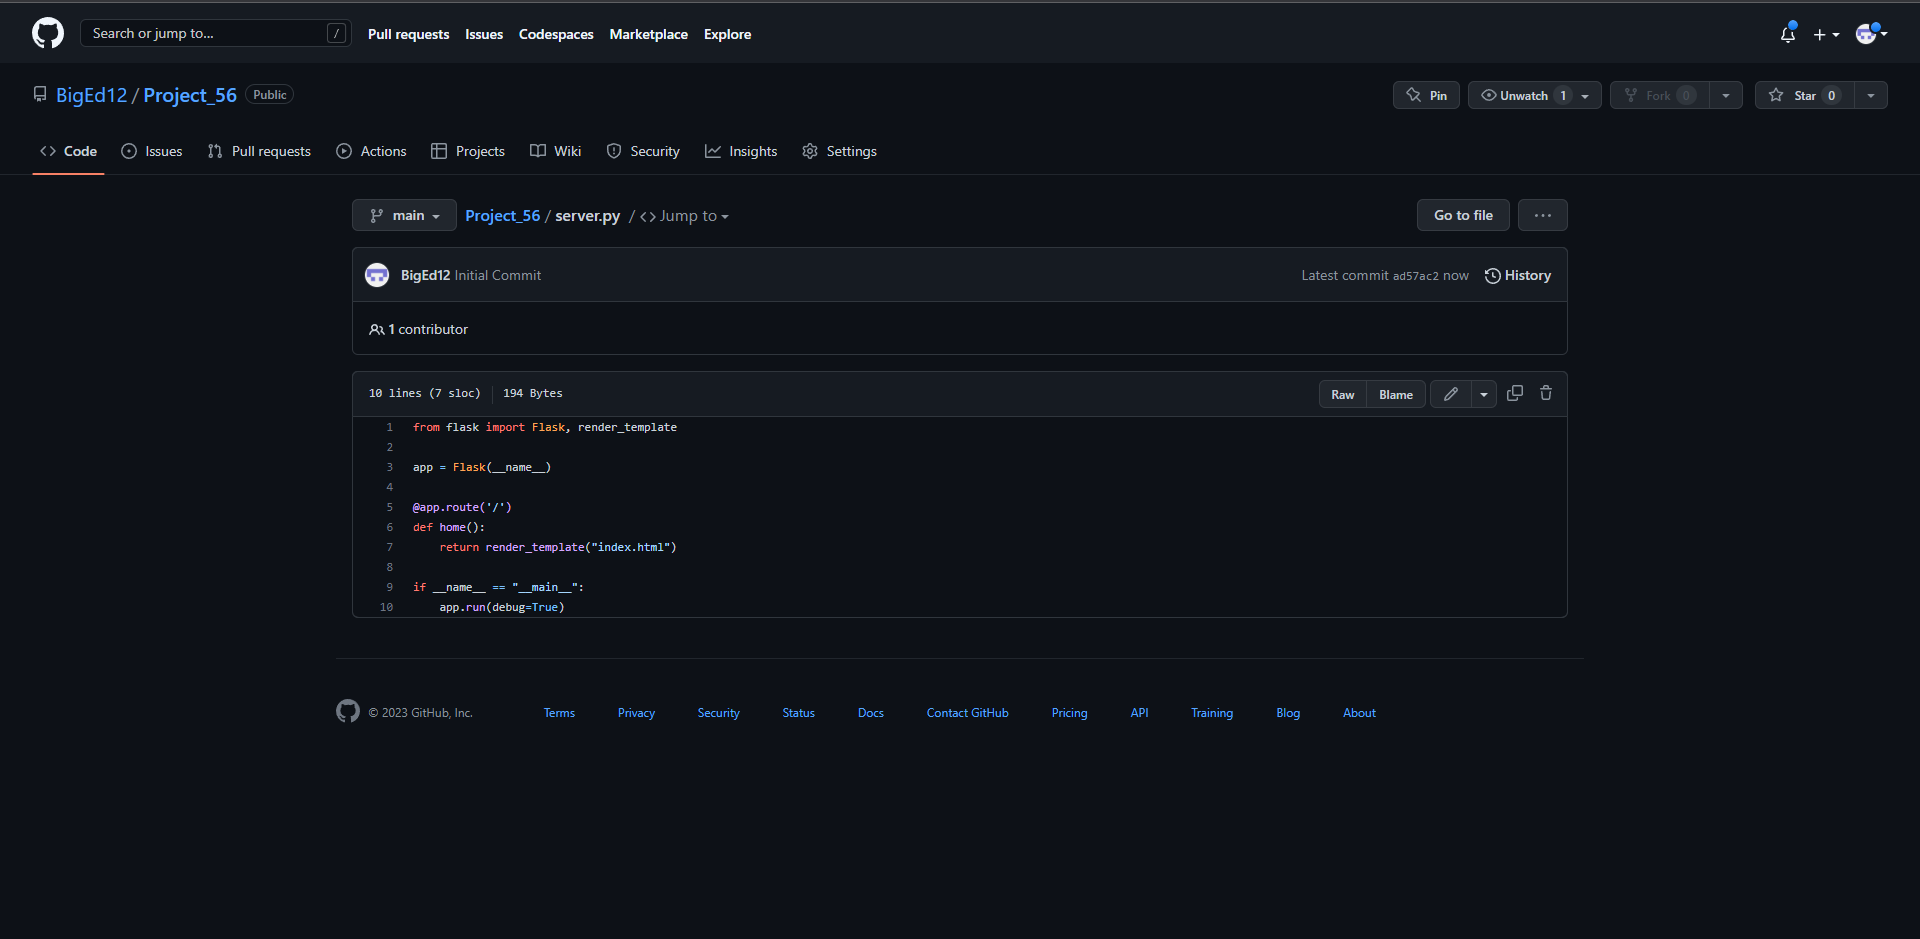 Search or jump to... / Pull requests Issues Codespaces Marketplace Explore
BigEd12 / Project_56 Public Pin Unwatch 1 Fork 0 Star 0
Code Issues Pull requests Actions Projects Wiki Security Insights Settings
main Project_56 / server.py / Jump to Go to file ...
BigEd12 Initial Commit Latest commit ad57ac2 now History
1 contributor
10 lines (7 sloc) 194 Bytes Raw Blame
1 from flask import Flask, render_template
2
3 app = Flask(__name__)
4
5 @app.route('/')
6 def home():
7     return render_template("index.html")
8
9 if __name__ == "__main__":
10     app.run(debug=True)
© 2023 GitHub, Inc. Terms Privacy Security Status Docs Contact GitHub Pricing API Training Blog About